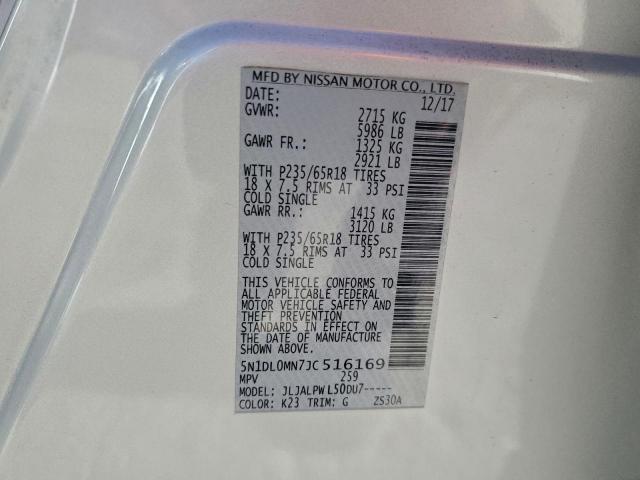 MFD BY NISSAN MOTOR CO., LTD.
DATE: 12/17
GVWR: 2715 KG
5986 LB
GAWR FR.: 1325 KG
2921 LB
WITH P235/65R18 TIRES
18 X 7.5 RIMS AT 33 PSI
COLD SINGLE
GAWR RR.: 1415 KG
3120 LB
WITH P235/65R18 TIRES
18 X 7.5 RIMS AT 33 PSI
COLD SINGLE
THIS VEHICLE CONFORMS TO
ALL APPLICABLE FEDERAL
MOTOR VEHICLE SAFETY AND
THEFT PREVENTION
STANDARDS IN EFFECT ON
THE DATE OF MANUFACTURE
SHOWN ABOVE.
5N1DL0MN7JC516169
MPV 259
MODEL: JLJALPWL50DU7-----
COLOR: K23 TRIM: G ZS30A